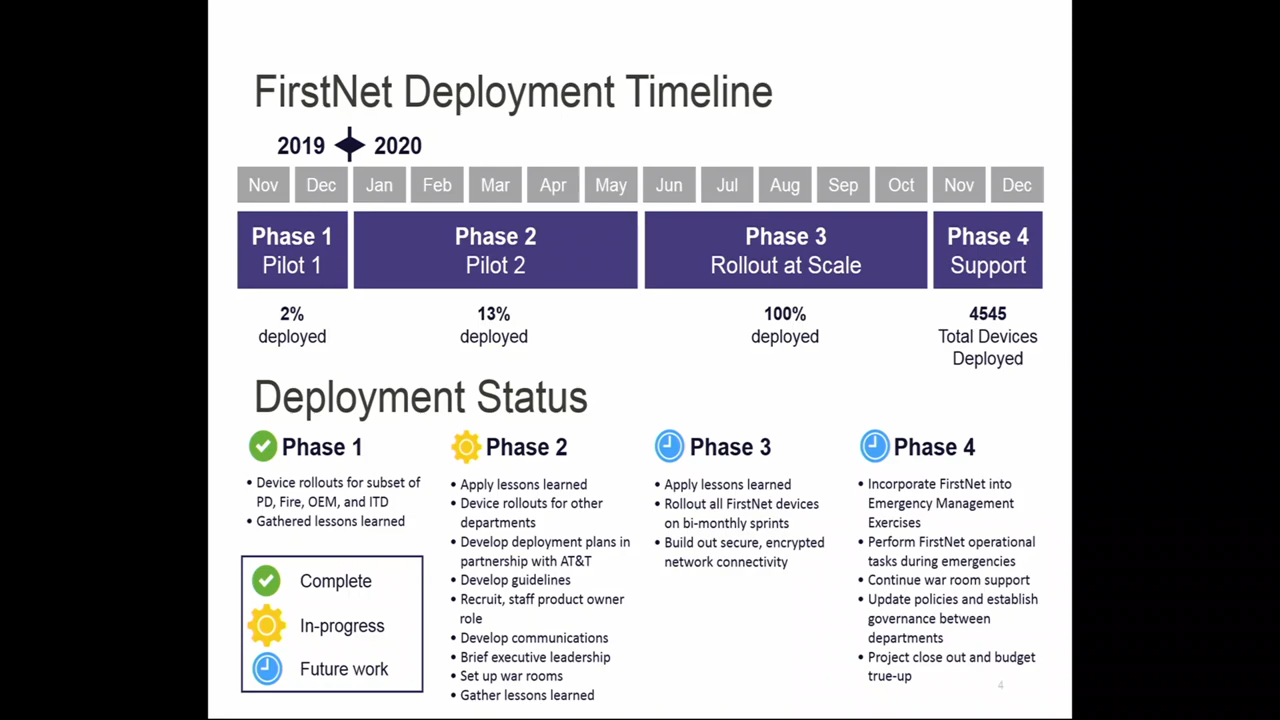 FirstNet Deployment Timeline
2019 2020
Nov Dec Jan Feb Mar Apr May Jun Jul Aug Sep Oct Nov Dec
Phase 1
Pilot 1
Phase 2
Pilot 2
Phase 3
Rollout at Scale
Phase 4
Support
2%
deployed
13%
deployed
100%
deployed
4545
Total Devices
Deployed
Deployment Status
Phase 1
• Device rollouts for subset of
PD, Fire, OEM, and ITD
• Gathered lessons learned
Complete
In-progress
Future work
Phase 2
• Apply lessons learned
• Device rollouts for other
departments
• Develop deployment plans in
partnership with AT&T
• Develop guidelines
• Recruit, staff product owner
role
• Develop communications
• Brief executive leadership
• Set up war rooms
• Gather lessons learned
Phase 3
• Apply lessons learned
• Rollout all FirstNet devices
on bi-monthly sprints
• Build out secure, encrypted
network connectivity
Phase 4
• Incorporate FirstNet into
Emergency Management
Exercises
• Perform FirstNet operational
tasks during emergencies
• Continue war room support
• Update policies and establish
governance between
departments
• Project close out and budget
true-up
4